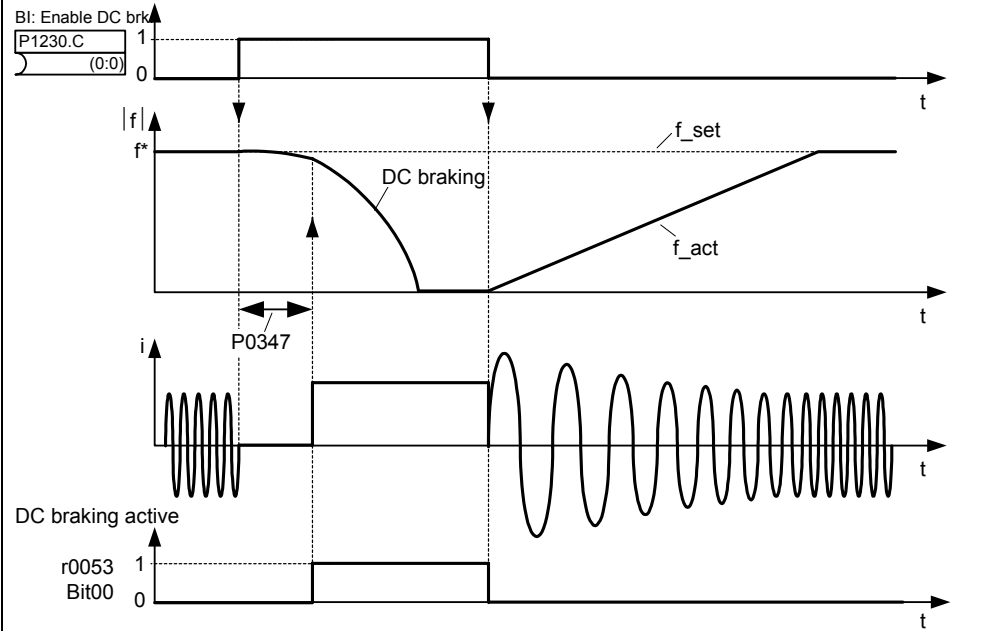 BI: Enable DC brk.
P1230.C
(0:0)
1
0
t
|f|
f*
f_set
DC braking
f_act
t
P0347
i
t
DC braking active
r0053
Bit00
1
0
t